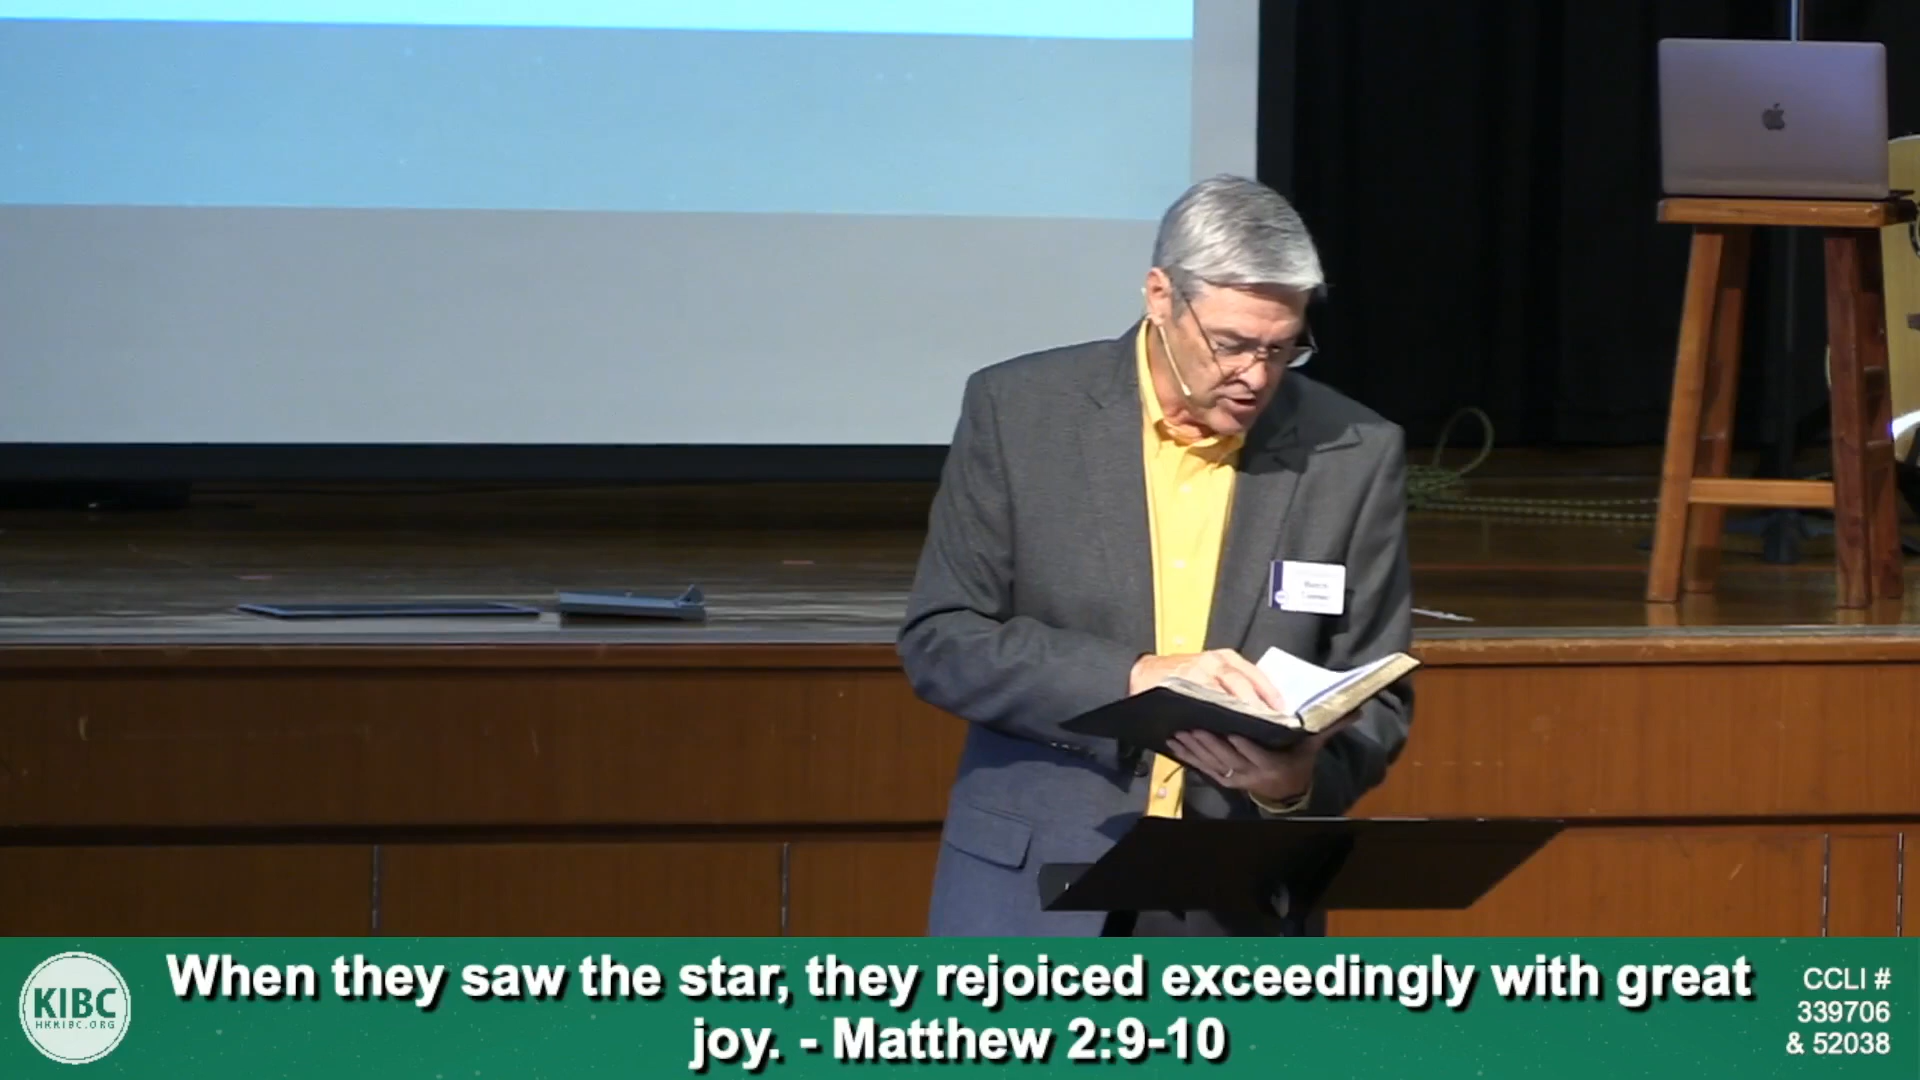 When they saw the star, they rejoiced exceedingly with great
joy. - Matthew 2:9-10
KIBC
HKKIBC.ORG
CCLI #
339706
& 52038